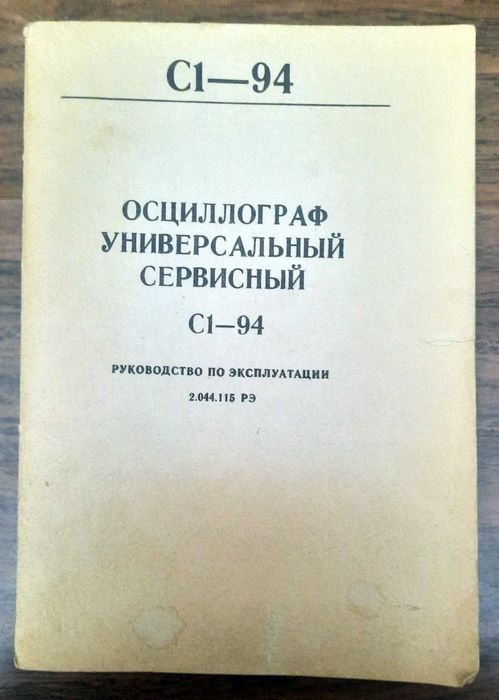 С1—94
ОСЦИЛЛОГРАФ
УНИВЕРСАЛЬНЫЙ
СЕРВИСНЫЙ
С1—94
РУКОВОДСТВО ПО ЭКСПЛУАТАЦИИ
2.044.115 РЭ